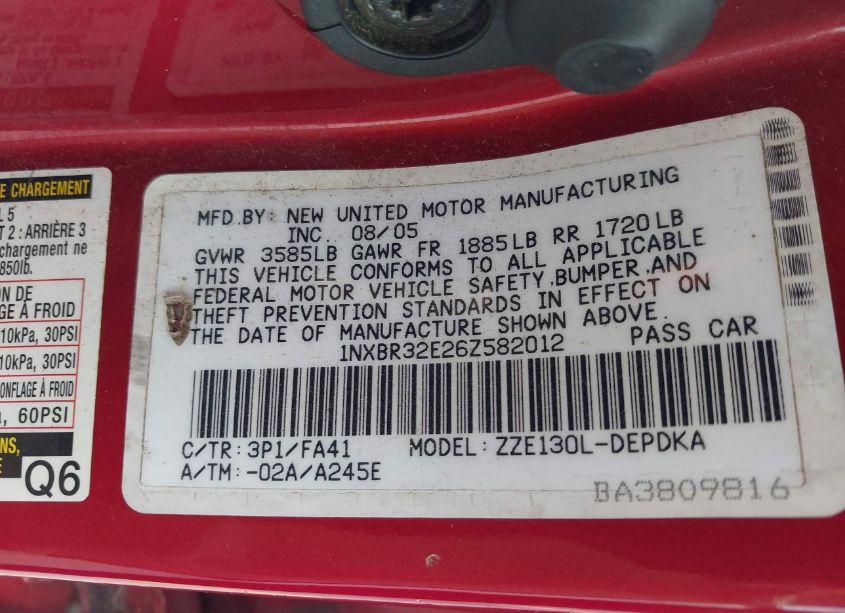 E CHARGEMENT
L 5
T 2 : ARRIÈRE 3
chargement ne
850lb.
ON DE
AGE À FROID
10kPa, 30PSI
10kPa, 30PSI
ONFLAGE À FROID
a, 60PSI
NS,
E
Q6
MFD.BY: NEW UNITED MOTOR MANUFACTURING
INC. 08/05
GVWR 3585LB GAWR FR 1885LB RR 1720LB
THIS VEHICLE CONFORMS TO ALL APPLICABLE
FEDERAL MOTOR VEHICLE SAFETY,BUMPER,AND
THEFT PREVENTION STANDARDS IN EFFECT ON
THE DATE OF MANUFACTURE SHOWN ABOVE.
1NXBR32E26Z582012 PASS CAR
C/TR:3P1/FA41 MODEL:ZZE130L-DEPDKA
A/TM:-02A/A245E
BA3809816